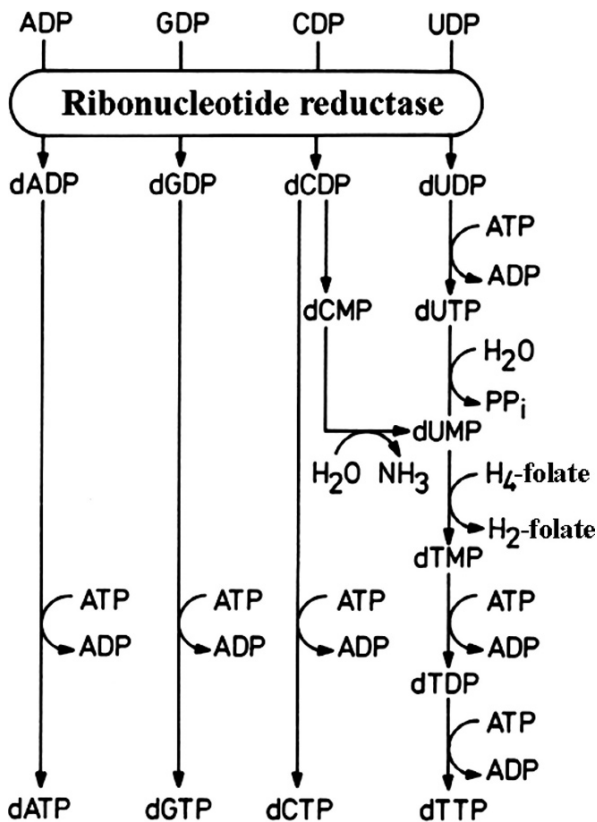 ADP GDP CDP UDP
Ribonucleotide reductase
dADP dGDP dCDP dUDP
ATP
ADP
dCMP dUTP
H₂O
PPi
dUMP
H₂O NH₃
H₄-folate
H₂-folate
dTMP
ATP ATP ATP ATP
ADP ADP ADP ADP
dTDP
ATP
ADP
dATP dGTP dCTP dTTP